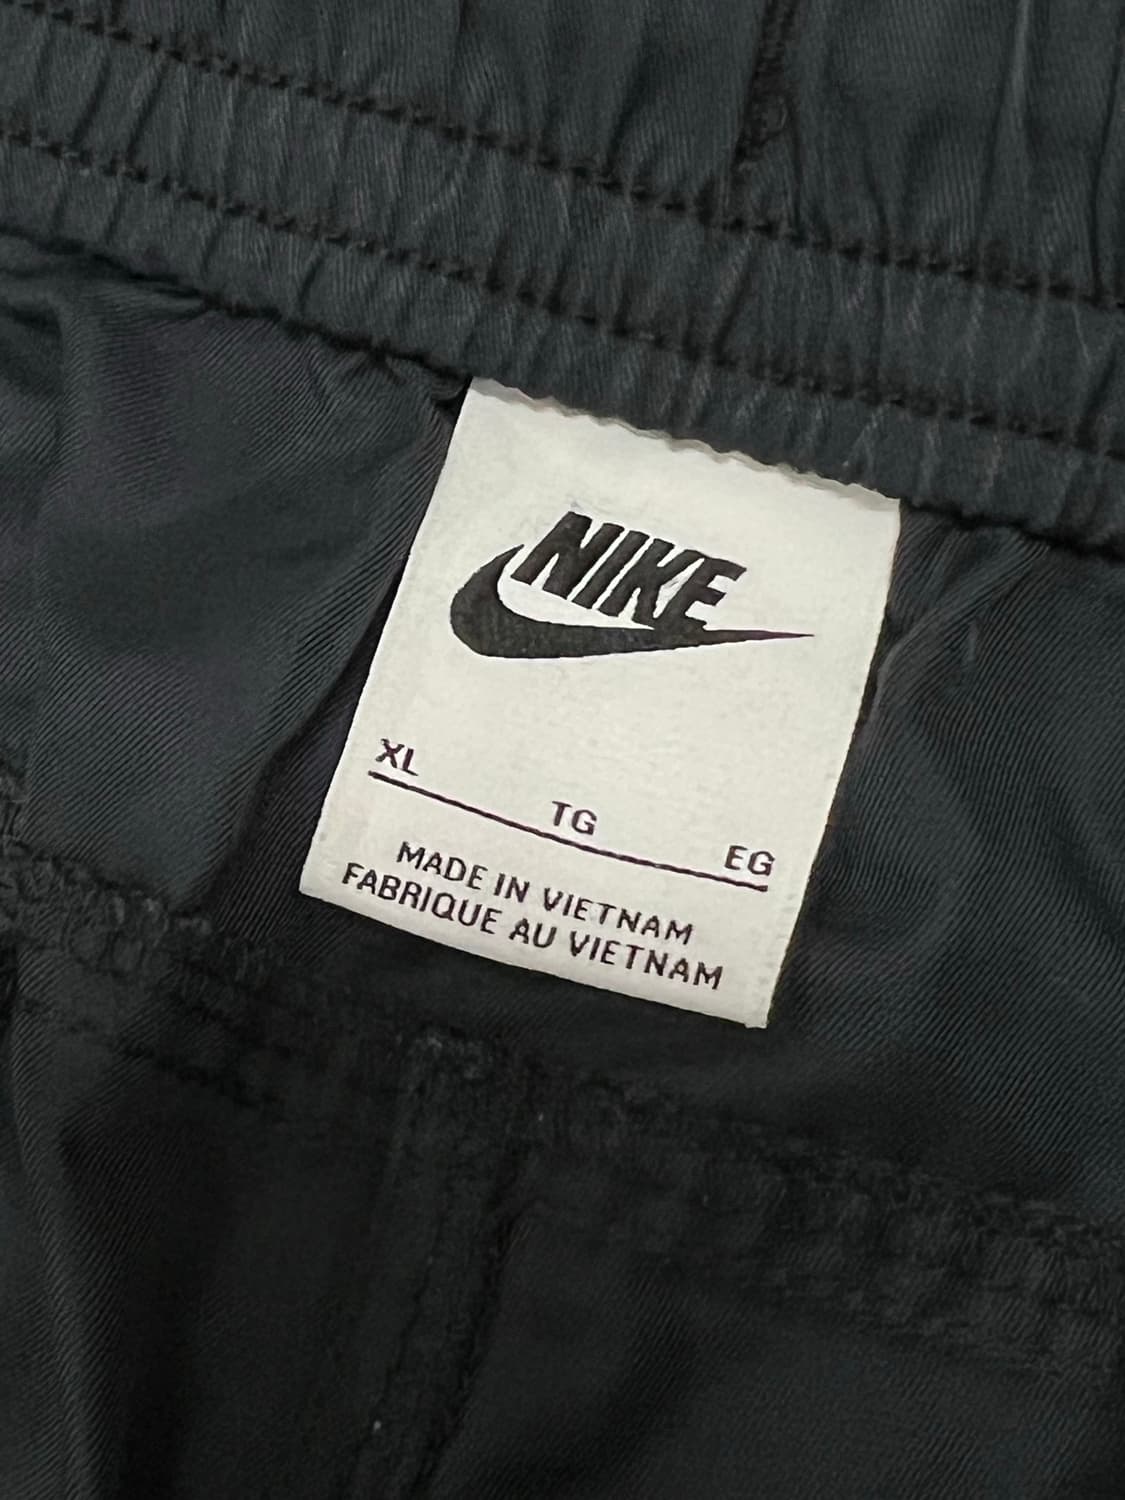 NIKE
XL TG EG
MADE IN VIETNAM
FABRIQUE AU VIETNAM